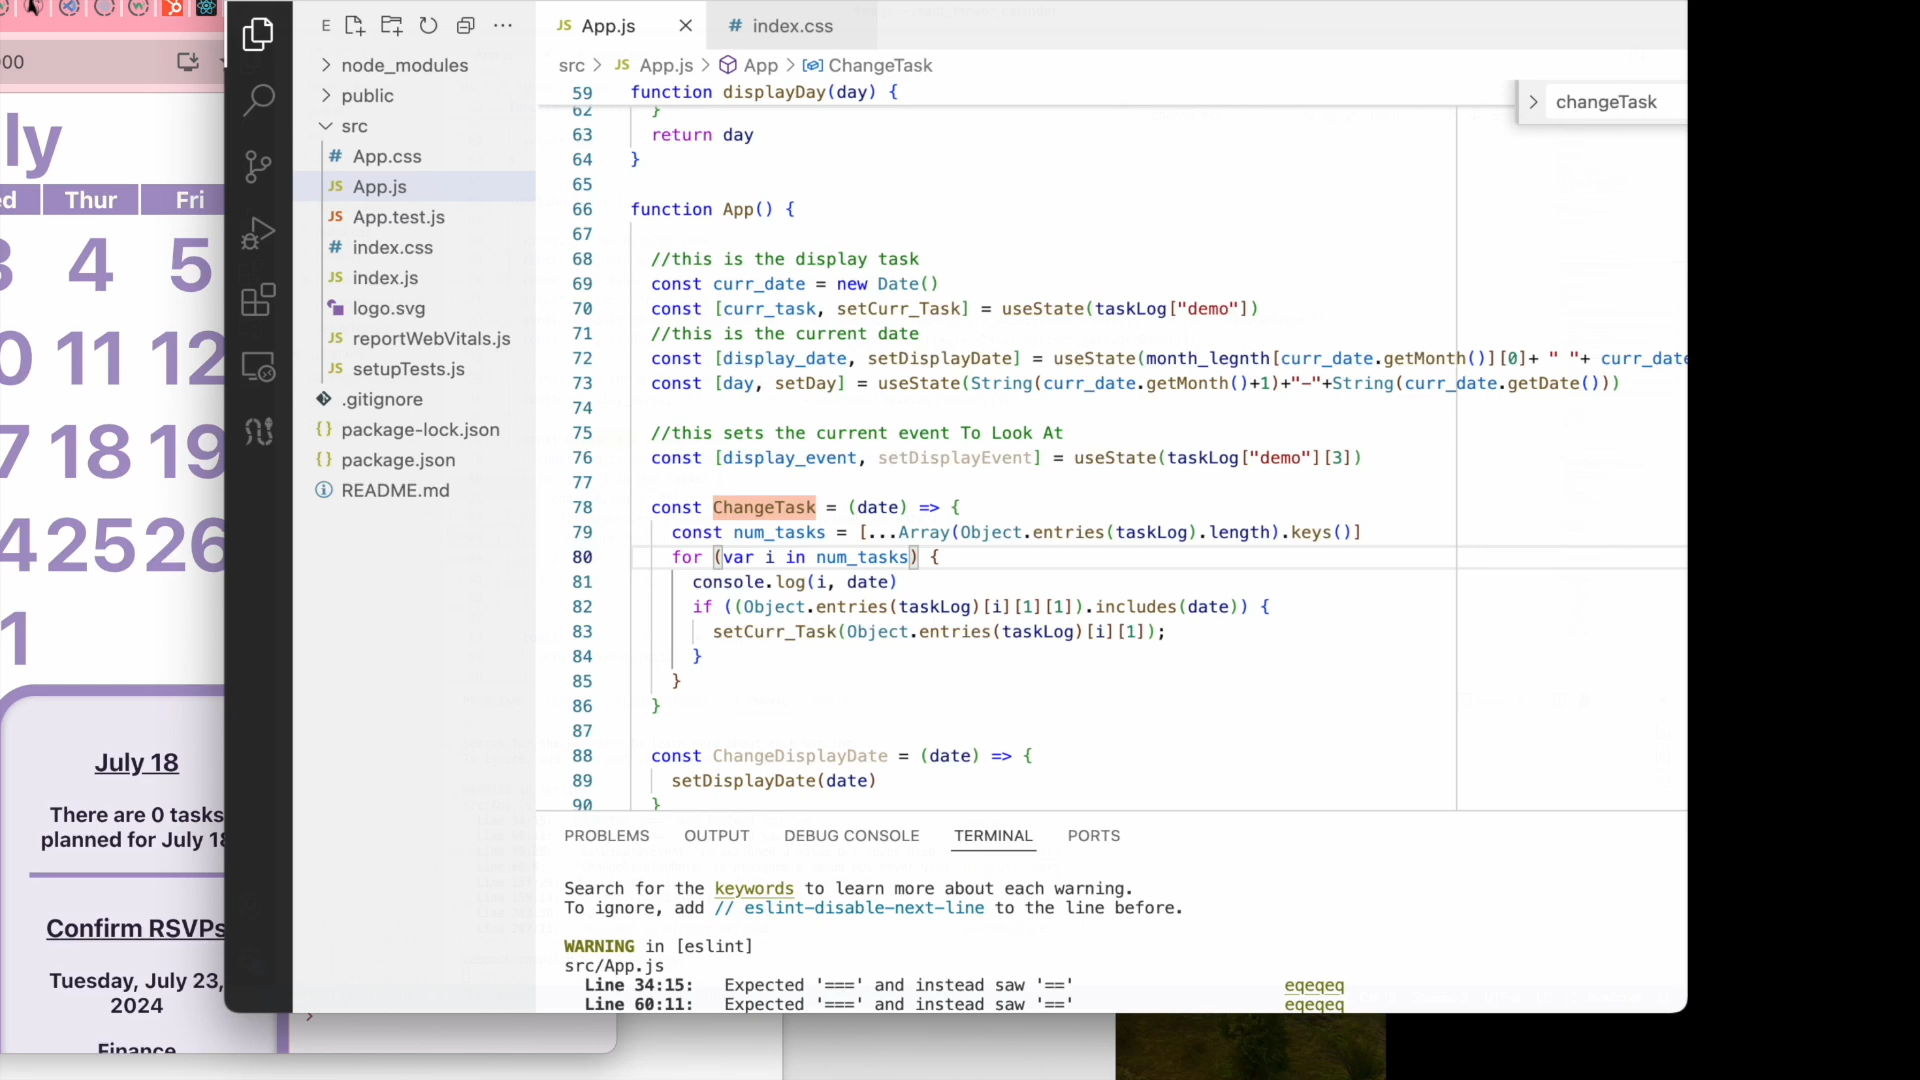 00
ly
ed Thur Fri
3 4 5
0 11 12
7 18 19
4 25 26
1
July 18
There are 0 tasks
planned for July 18
Confirm RSVPs
Tuesday, July 23,
2024
Finance
E
node_modules
public
src
# App.css
JS App.js
JS App.test.js
# index.css
JS index.js
logo.svg
JS reportWebVitals.js
JS setupTests.js
.gitignore
{} package-lock.json
{} package.json
README.md
JS App.js # index.css
src > JS App.js > App > ChangeTask
> changeTask
59 function displayDay(day) {
62 }
63 return day
64 }
65
66 function App() {
67
68 //this is the display task
69 const curr_date = new Date()
70 const [curr_task, setCurr_Task] = useState(taskLog["demo"])
71 //this is the current date
72 const [display_date, setDisplayDate] = useState(month_legnth[curr_date.getMonth()][0]+ " "+ curr_date
73 const [day, setDay] = useState(String(curr_date.getMonth()+1)+"-"+String(curr_date.getDate()))
74
75 //this sets the current event To Look At
76 const [display_event, setDisplayEvent] = useState(taskLog["demo"][3])
77
78 const ChangeTask = (date) => {
79 const num_tasks = [...Array(Object.entries(taskLog).length).keys()]
80 for (var i in num_tasks) {
81 console.log(i, date)
82 if ((Object.entries(taskLog)[i][1][1]).includes(date)) {
83 setCurr_Task(Object.entries(taskLog)[i][1]);
84 }
85 }
86 }
87
88 const ChangeDisplayDate = (date) => {
89 setDisplayDate(date)
90 }
PROBLEMS OUTPUT DEBUG CONSOLE TERMINAL PORTS
Search for the keywords to learn more about each warning.
To ignore, add // eslint-disable-next-line to the line before.
WARNING in [eslint]
src/App.js
Line 34:15: Expected '===' and instead saw '==' eqeqeq
Line 60:11: Expected '===' and instead saw '==' eqeqeq